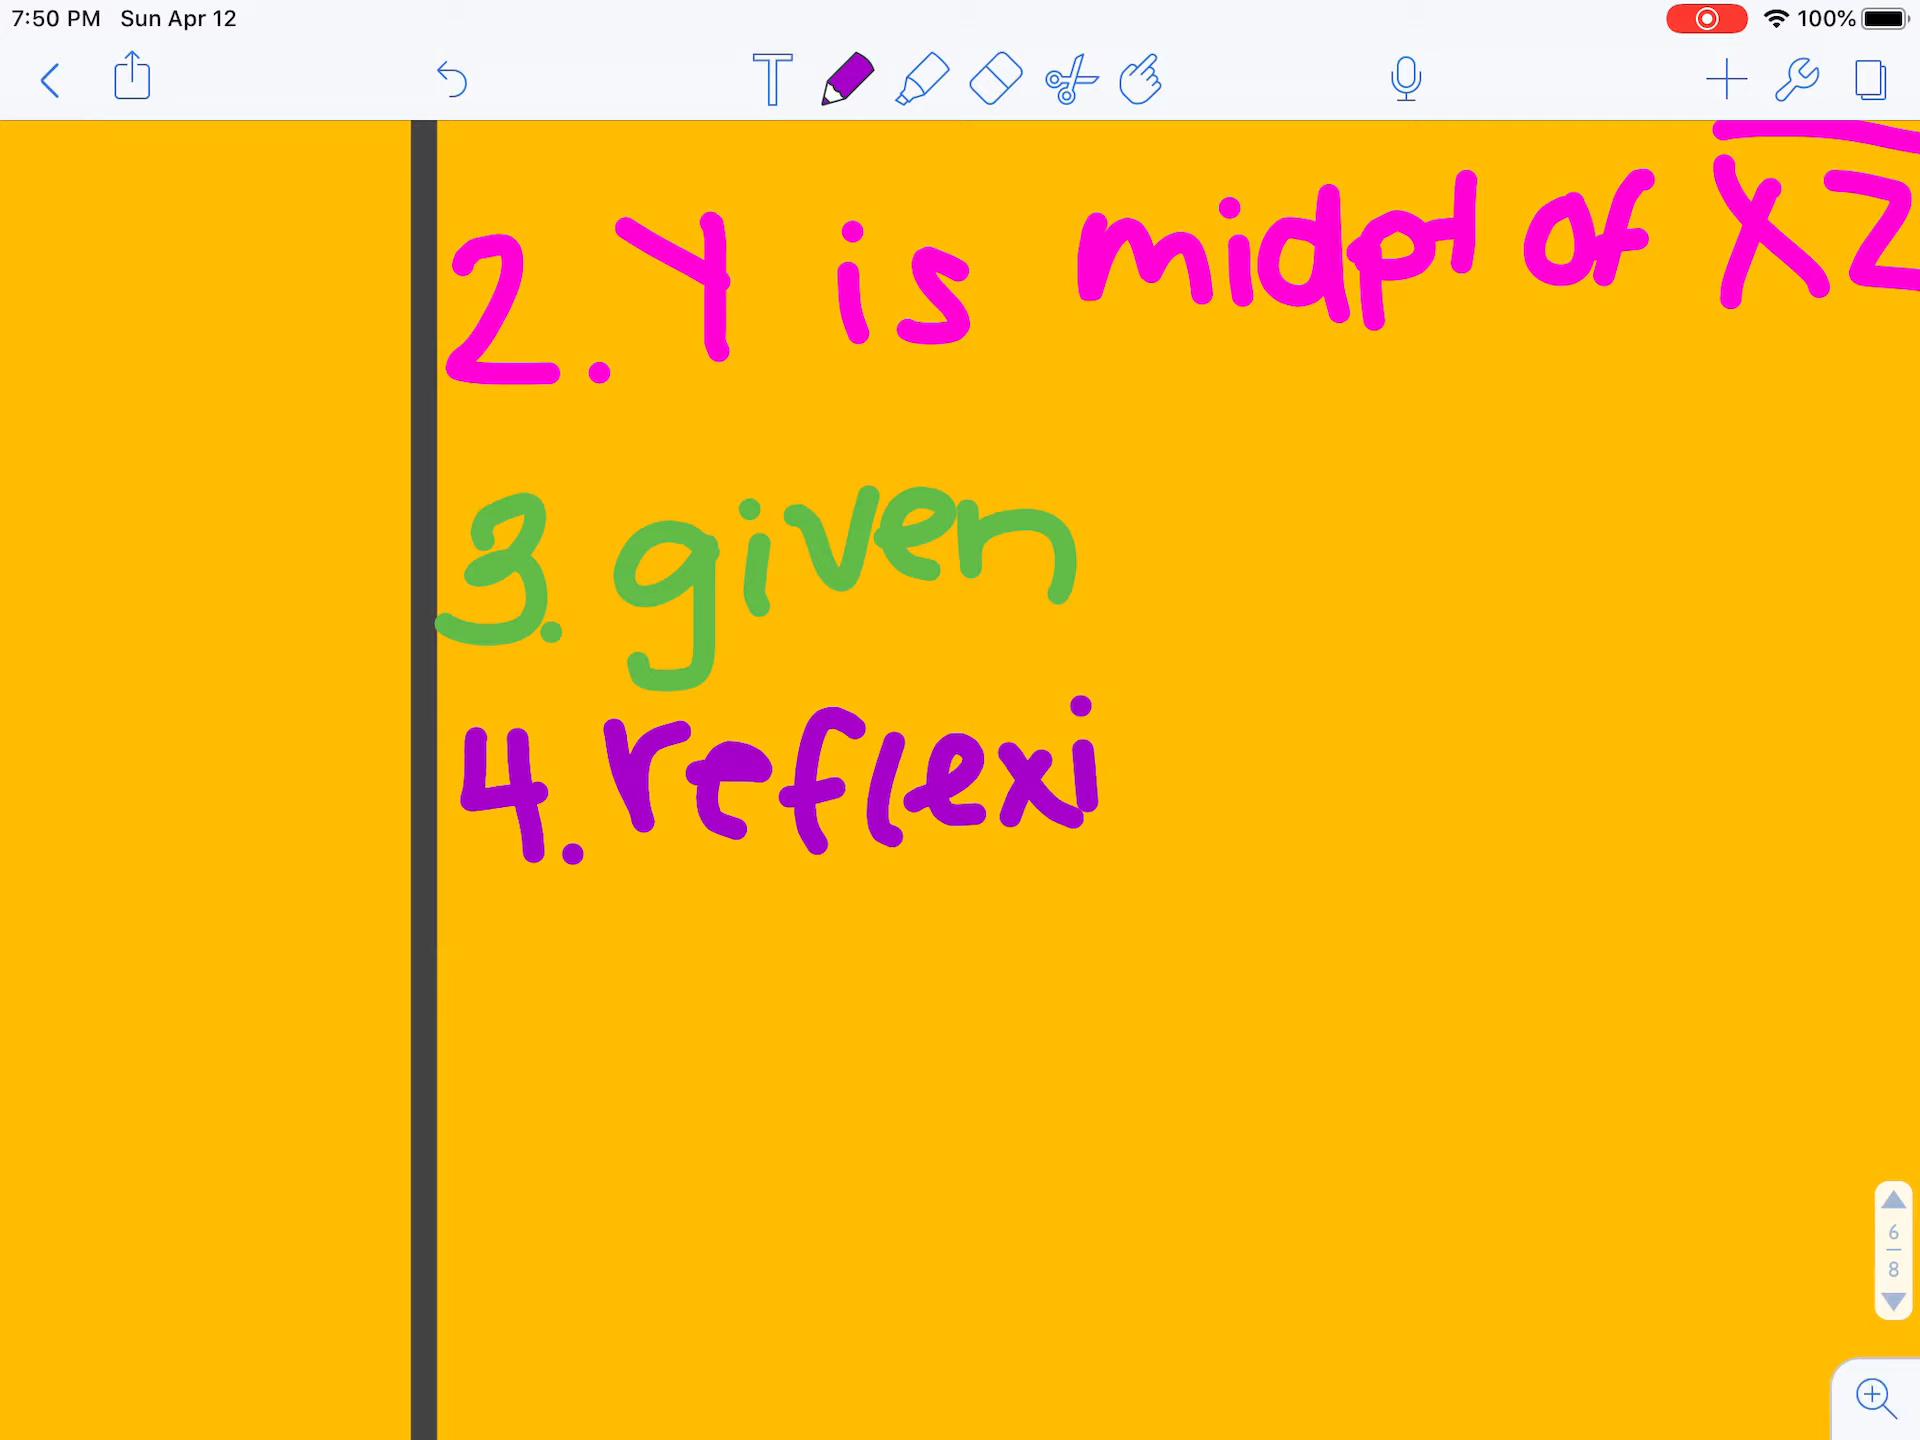 7:50 PM Sun Apr 12 100%
2. Y is midpt of XZ
3. given
4. reflexi
6
8